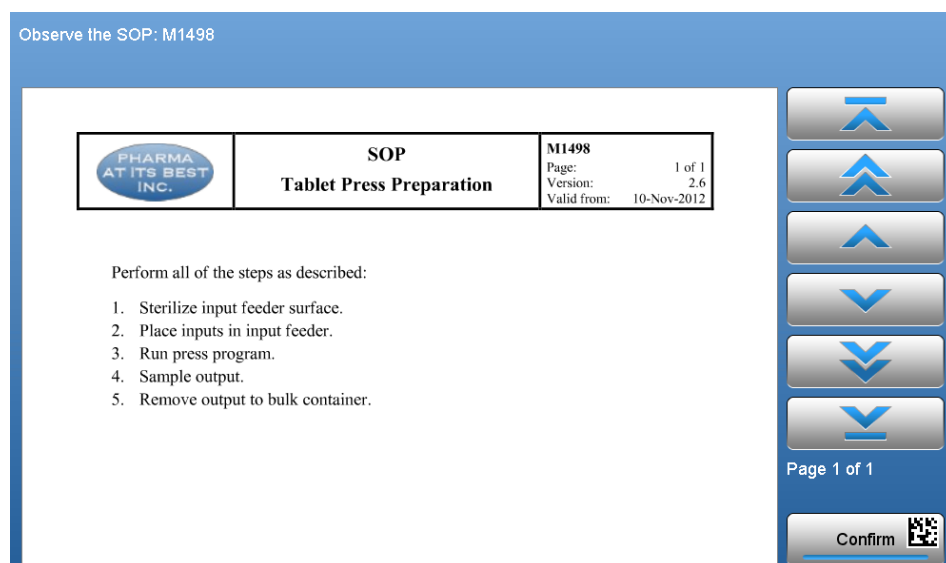 Observe the SOP: M1498
PHARMA
AT ITS BEST
INC.
SOP
Tablet Press Preparation
M1498
Page: 1 of 1
Version: 2.6
Valid from: 10-Nov-2012
Perform all of the steps as described:
1. Sterilize input feeder surface.
2. Place inputs in input feeder.
3. Run press program.
4. Sample output.
5. Remove output to bulk container.
Page 1 of 1
Confirm